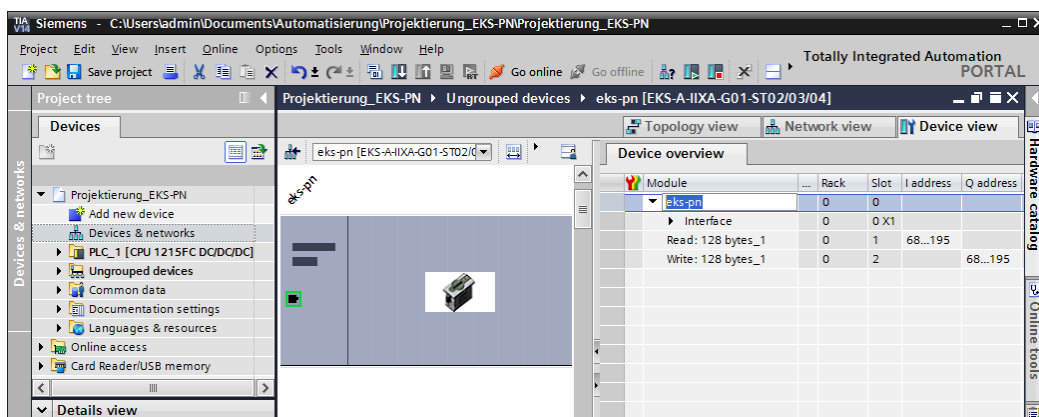 TIA V14 Siemens - C:\Users\admin\Documents\Automatisierung\Projektierung_EKS-PN\Projektierung_EKS-PN
Project Edit View Insert Online Options Tools Window Help
Totally Integrated Automation
PORTAL
Save project Go online Go offline
Project tree
Projektierung_EKS-PN Ungrouped devices eks-pn [EKS-A-IIXA-G01-ST02/03/04]
Devices
Topology view Network view Device view
eks-pn [EKS-A-IIXA-G01-ST02/0
Device overview
Module ... Rack Slot I address Q address
eks-pn 0 0
Interface 0 0 X1
Read: 128 bytes_1 0 1 68...195
Write: 128 bytes_1 0 2 68...195
eks-pn
Projektierung_EKS-PN
Add new device
Devices & networks
PLC_1 [CPU 1215FC DC/DC/DC]
Ungrouped devices
Common data
Documentation settings
Languages & resources
Online access
Card Reader/USB memory
Details view
Devices & networks
Hardware catalog
Online tools